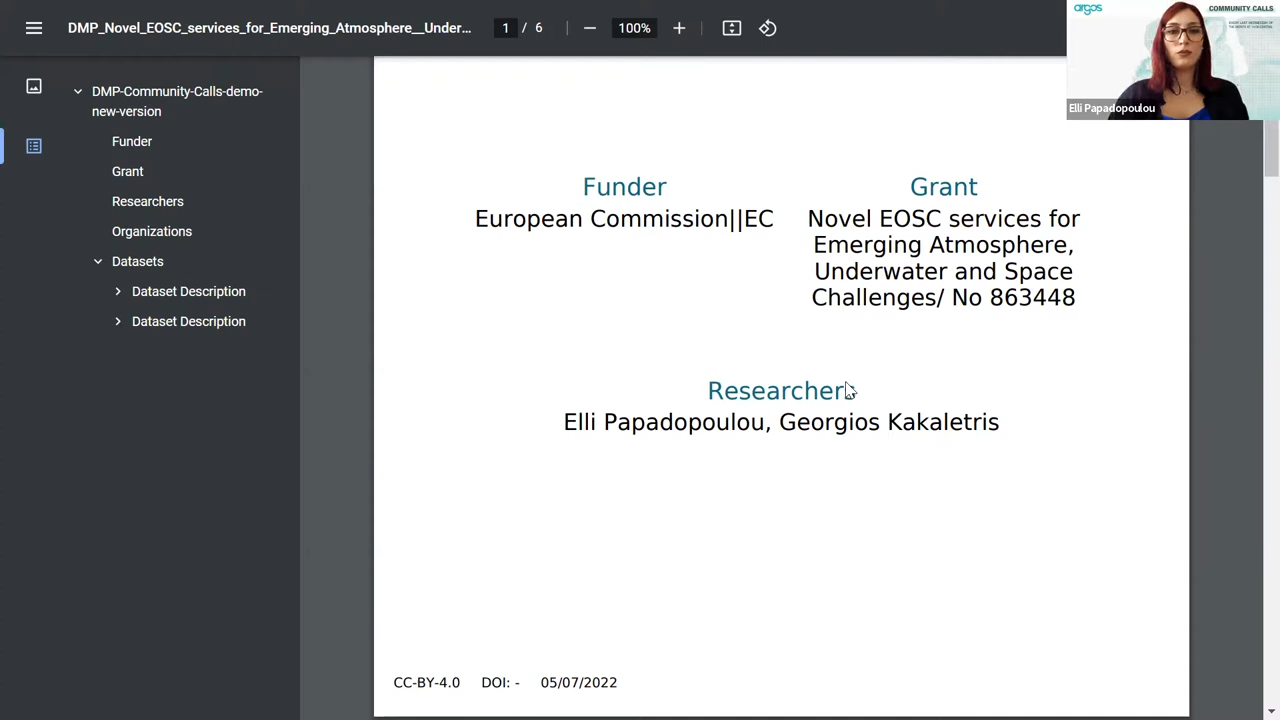 DMP_Novel_EOSC_services_for_Emerging_Atmosphere__Under...
1 / 6
100%
argos
COMMUNITY CALLS
Elli Papadopoulou
DMP-Community-Calls-demo-
new-version
Funder
Grant
Researchers
Organizations
Datasets
Dataset Description
Dataset Description
Funder
European Commission||EC
Grant
Novel EOSC services for
Emerging Atmosphere,
Underwater and Space
Challenges/ No 863448
Researchers
Elli Papadopoulou, Georgios Kakaletris
CC-BY-4.0 DOI: - 05/07/2022